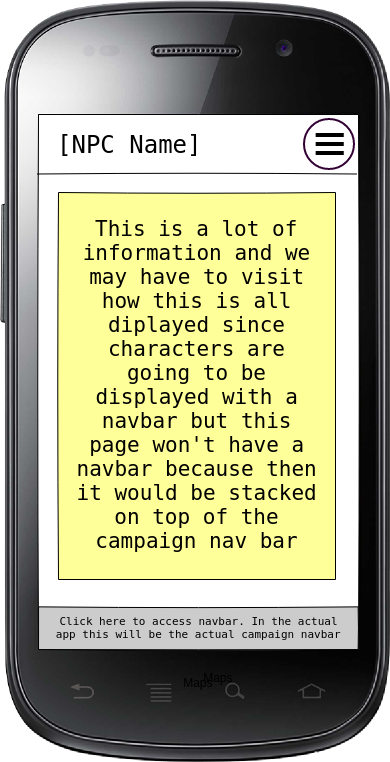 [NPC Name]
This is a lot of
information and we
may have to visit
how this is all
diplayed since
characters are
going to be
displayed with a
navbar but this
page won't have a
navbar because then
it would be stacked
on top of the
campaign nav bar
Click here to access navbar. In the actual
app this will be the actual campaign navbar
Maps
Maps